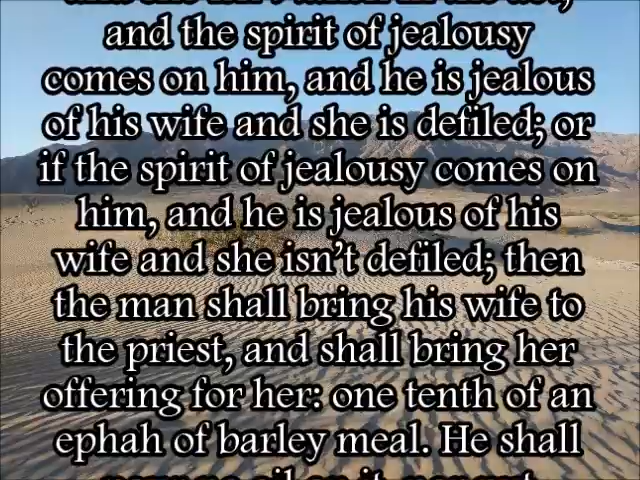 and the spirit of jealousy
comes on him, and he is jealous
of his wife and she is defiled; or
if the spirit of jealousy comes on
him, and he is jealous of his
wife and she isn't defiled; then
the man shall bring his wife to
the priest, and shall bring her
offering for her: one tenth of an
ephah of barley meal. He shall